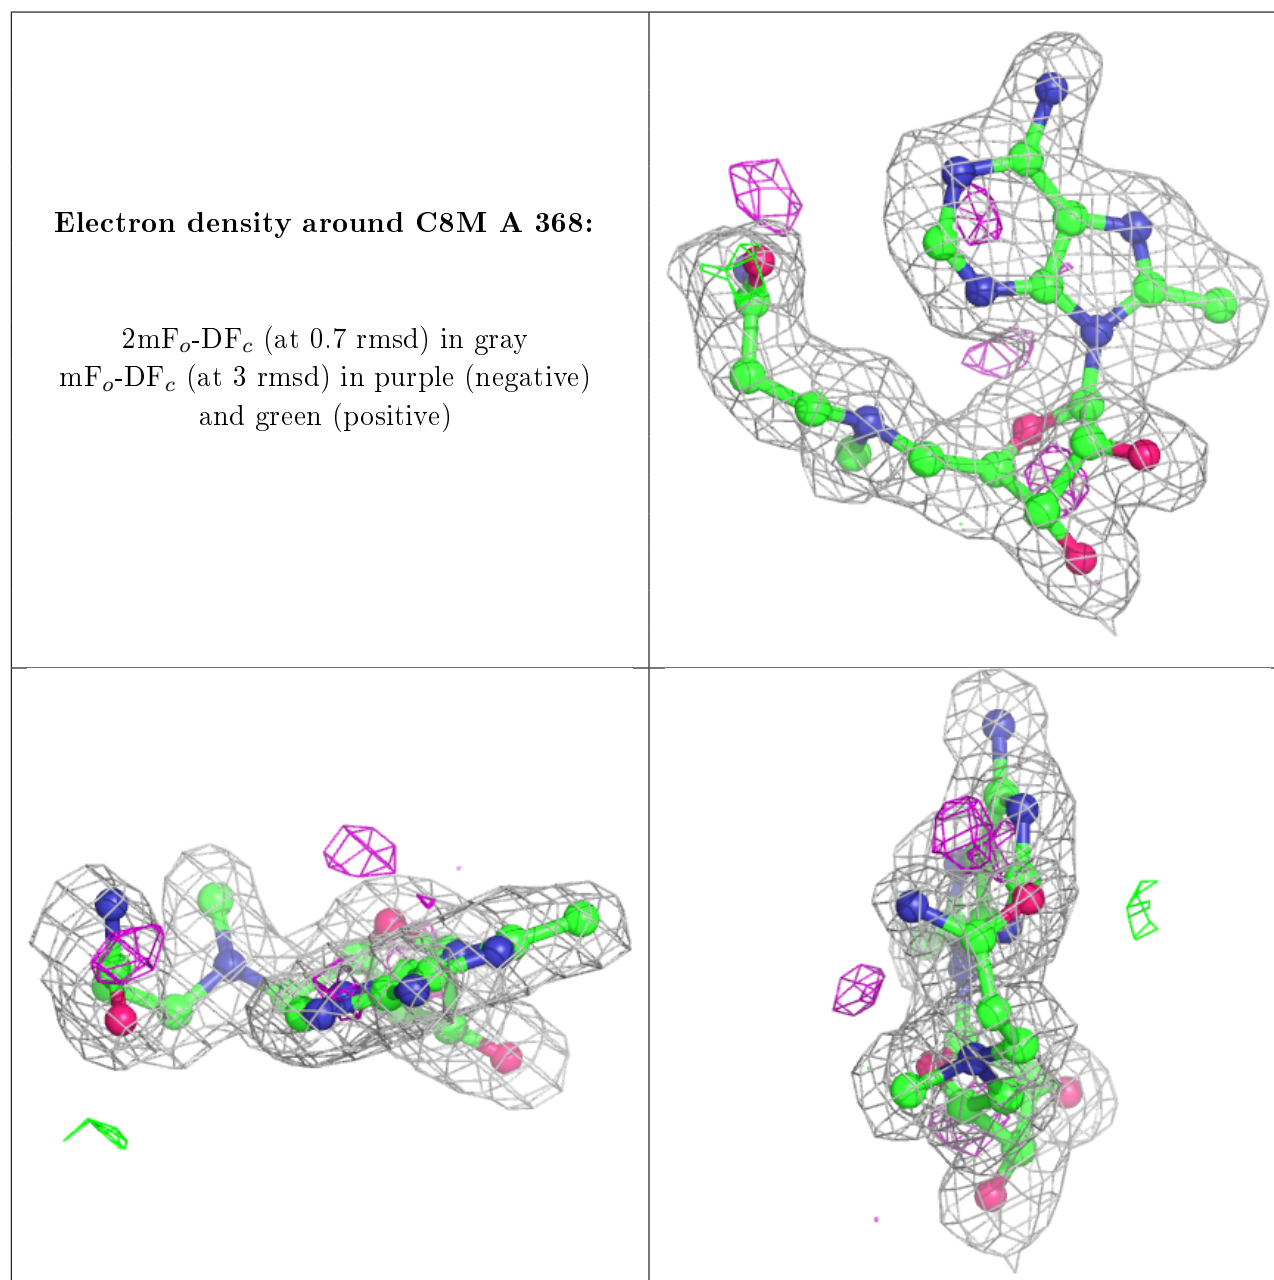 Electron density around C8M A 368:
2mFo-DFc (at 0.7 rmsd) in gray
mFo-DFc (at 3 rmsd) in purple (negative)
and green (positive)